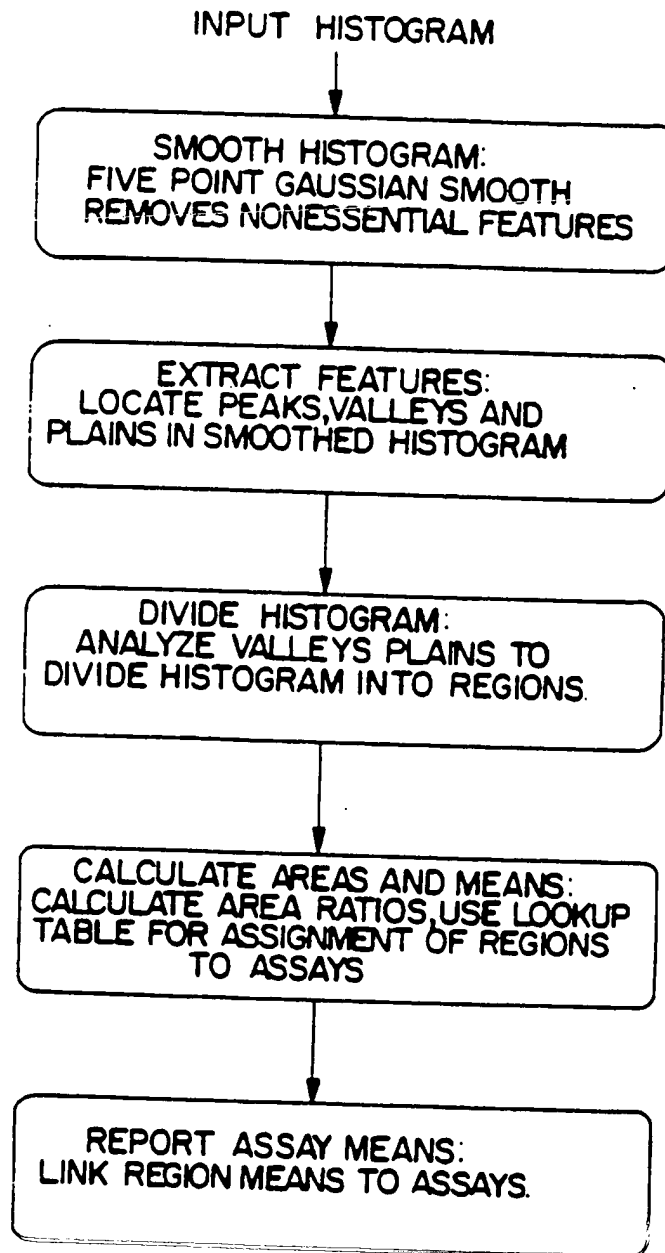 INPUT HISTOGRAM
SMOOTH HISTOGRAM:
FIVE POINT GAUSSIAN SMOOTH
REMOVES NONESSENTIAL FEATURES
EXTRACT FEATURES:
LOCATE PEAKS, VALLEYS AND
PLAINS IN SMOOTHED HISTOGRAM
DIVIDE HISTOGRAM:
ANALYZE VALLEYS PLAINS TO
DIVIDE HISTOGRAM INTO REGIONS.
CALCULATE AREAS AND MEANS:
CALCULATE AREA RATIOS, USE LOOKUP
TABLE FOR ASSIGNMENT OF REGIONS
TO ASSAYS
REPORT ASSAY MEANS:
LINK REGION MEANS TO ASSAYS.